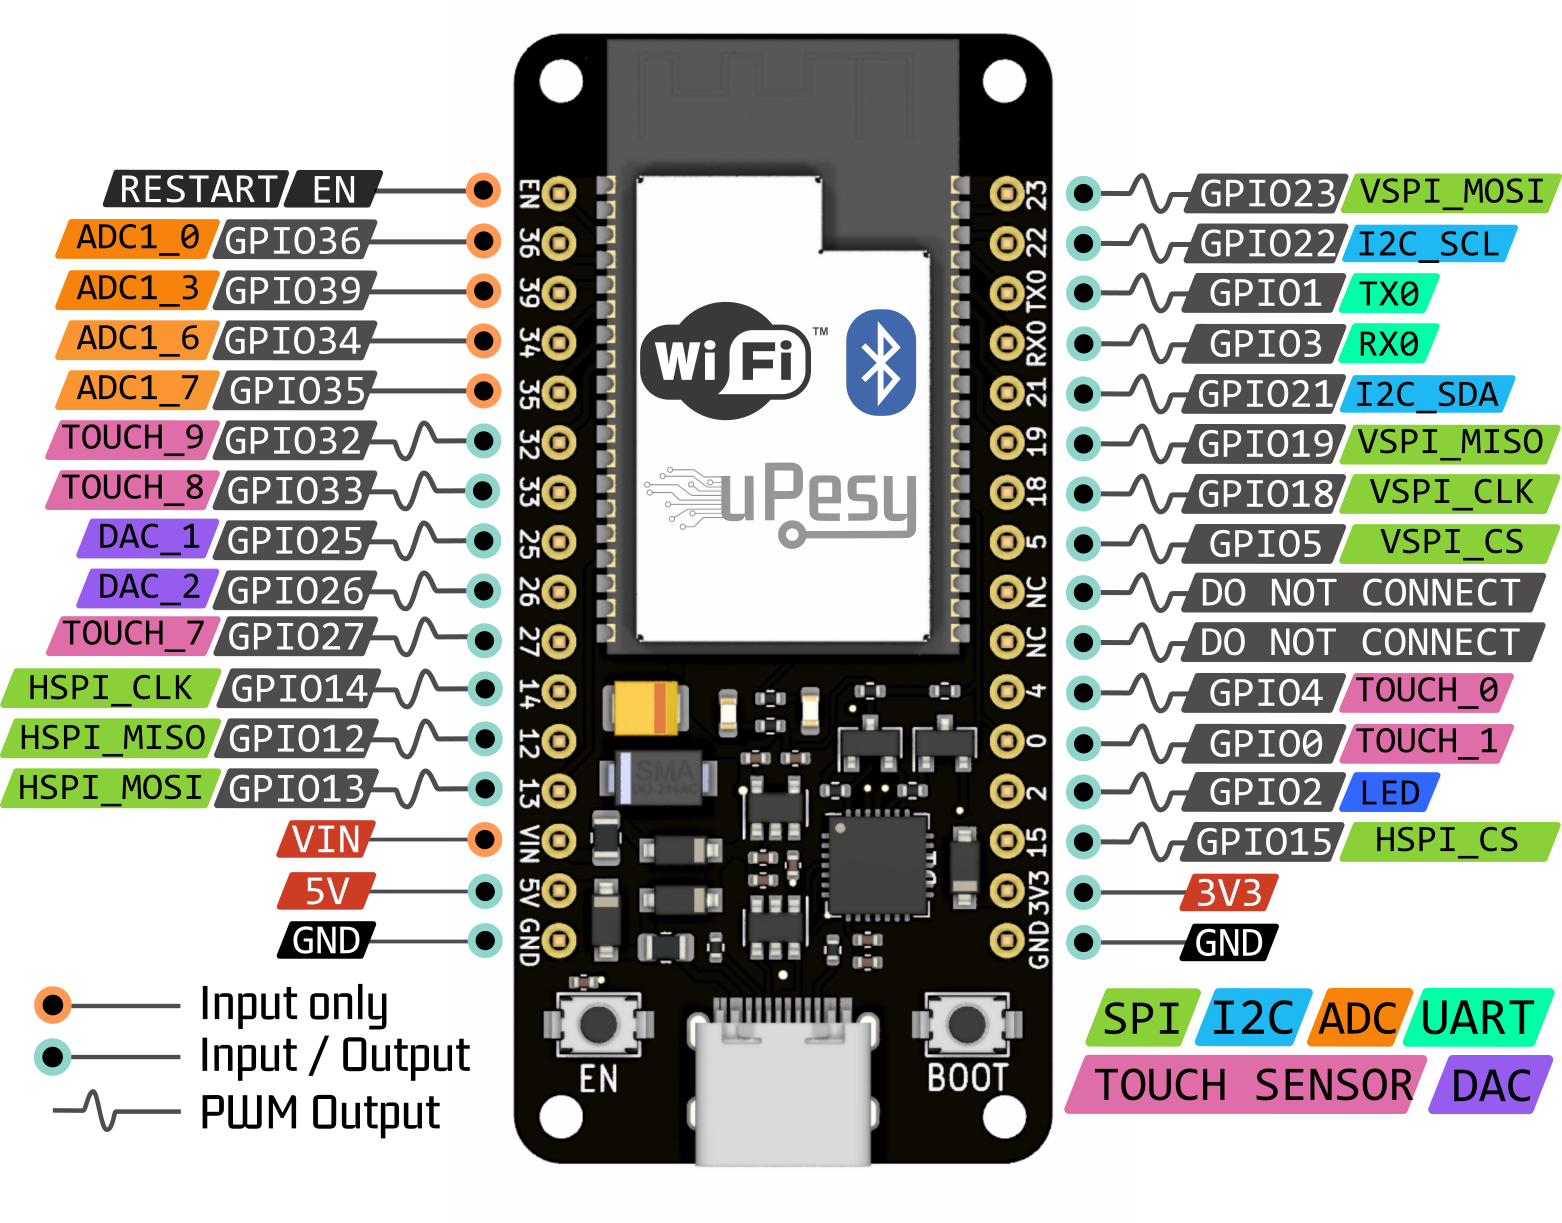 RESTART EN
ADC1_0 GPIO36
ADC1_3 GPIO39
ADC1_6 GPIO34
ADC1_7 GPIO35
TOUCH_9 GPIO32
TOUCH_8 GPIO33
DAC_1 GPIO25
DAC_2 GPIO26
TOUCH_7 GPIO27
HSPI_CLK GPIO14
HSPI_MISO GPIO12
HSPI_MOSI GPIO13
VIN
5V
GND
Input only
Input / Output
PWM Output
EN
36
39
34
35
32
33
25
26
27
14
12
13
VIN
5V
GND
WiFi™
uPesy
SMA
DO-214AC
EN
BOOT
23
22
TX0
RX0
21
19
18
5
NC
NC
4
0
2
15
3V3
GND
GPIO23 VSPI_MOSI
GPIO22 I2C_SCL
GPIO1 TX0
GPIO3 RX0
GPIO21 I2C_SDA
GPIO19 VSPI_MISO
GPIO18 VSPI_CLK
GPIO5 VSPI_CS
DO NOT CONNECT
DO NOT CONNECT
GPIO4 TOUCH_0
GPIO0 TOUCH_1
GPIO2 LED
GPIO15 HSPI_CS
3V3
GND
SPI I2C ADC UART
TOUCH SENSOR DAC